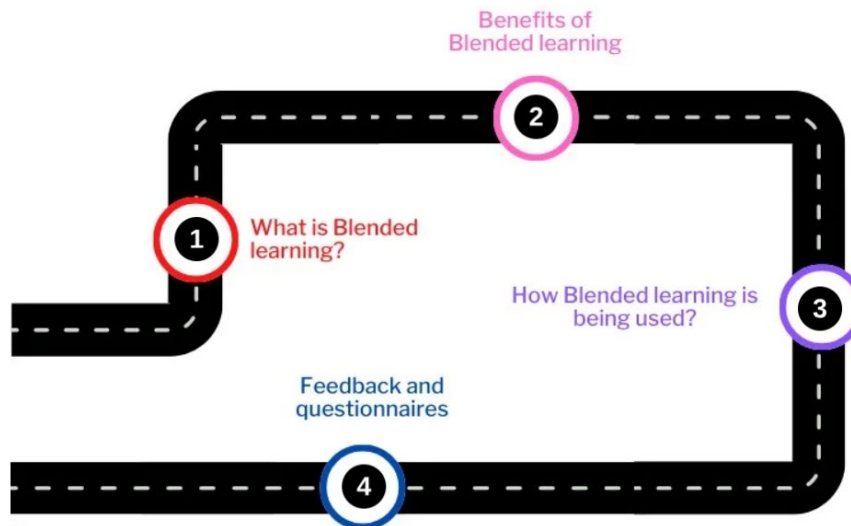 Benefits of
Blended learning
2
1
What is Blended
learning?
How Blended learning is
being used?
3
Feedback and
questionnaires
4